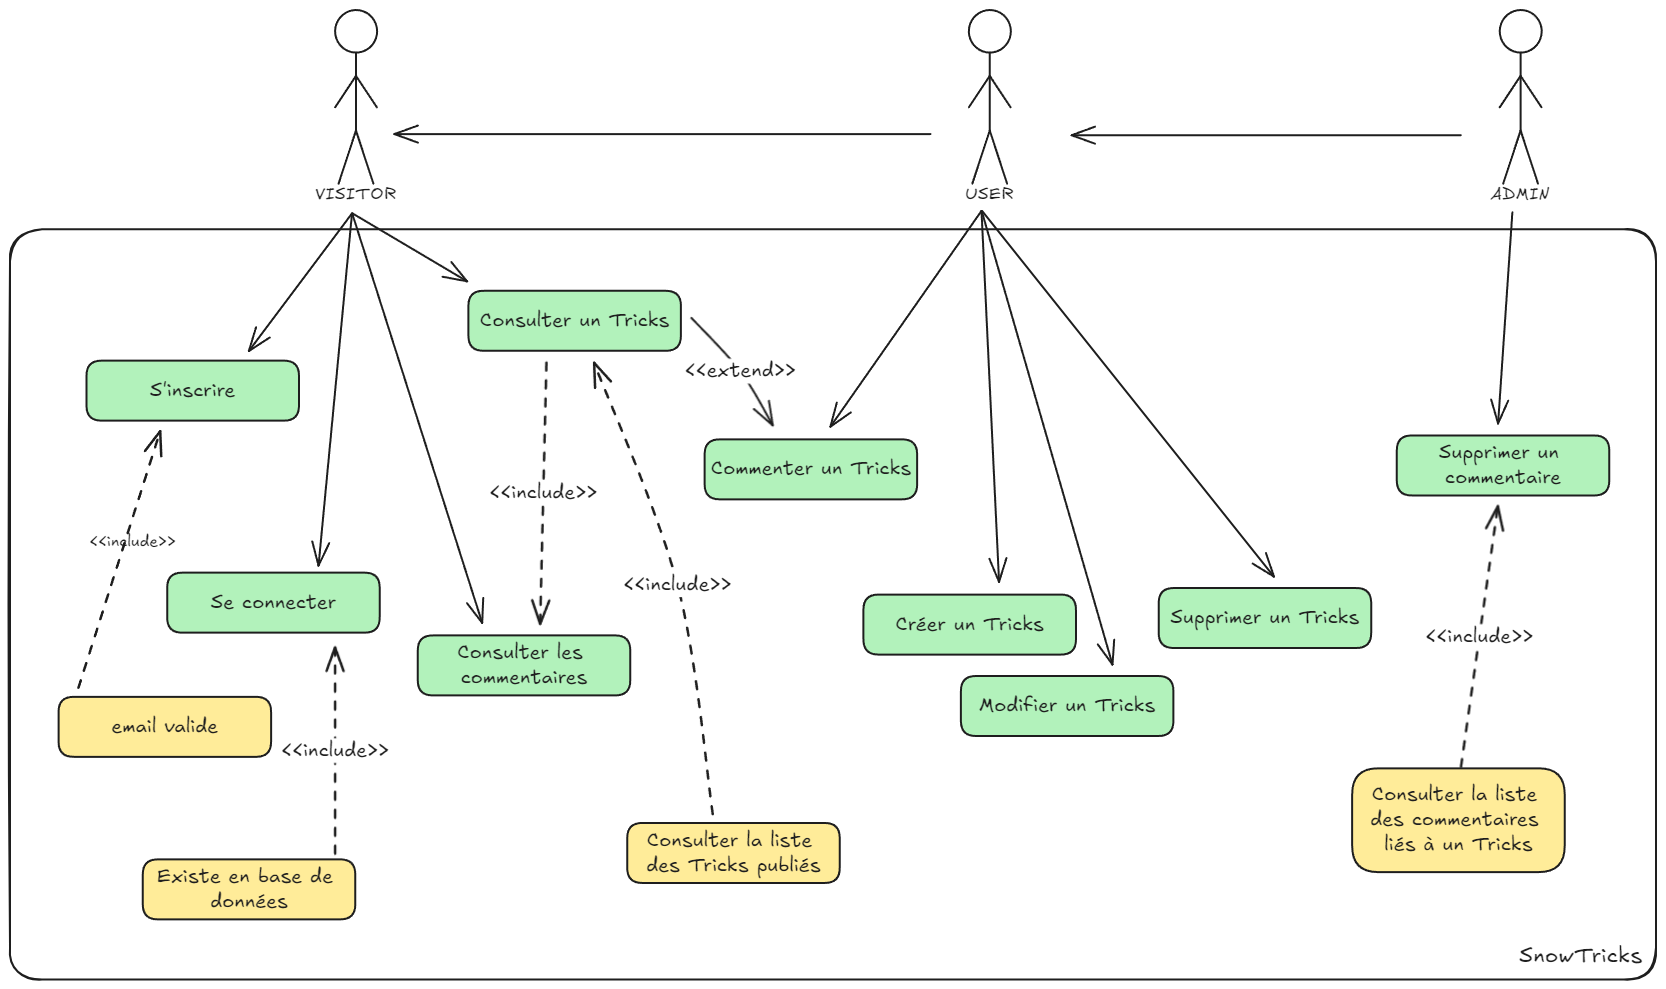 VISITOR
USER
ADMIN
Consulter un Tricks
<<extend>>
S'inscrire
Commenter un Tricks
Supprimer un
commentaire
<<include>>
<<include>>
<<include>>
Se connecter
Créer un Tricks
Supprimer un Tricks
<<include>>
Consulter les
commentaires
Modifier un Tricks
email valide
<<include>>
Consulter la liste
des commentaires
liés à un Tricks
Consulter la liste
des Tricks publiés
Existe en base de
données
SnowTricks